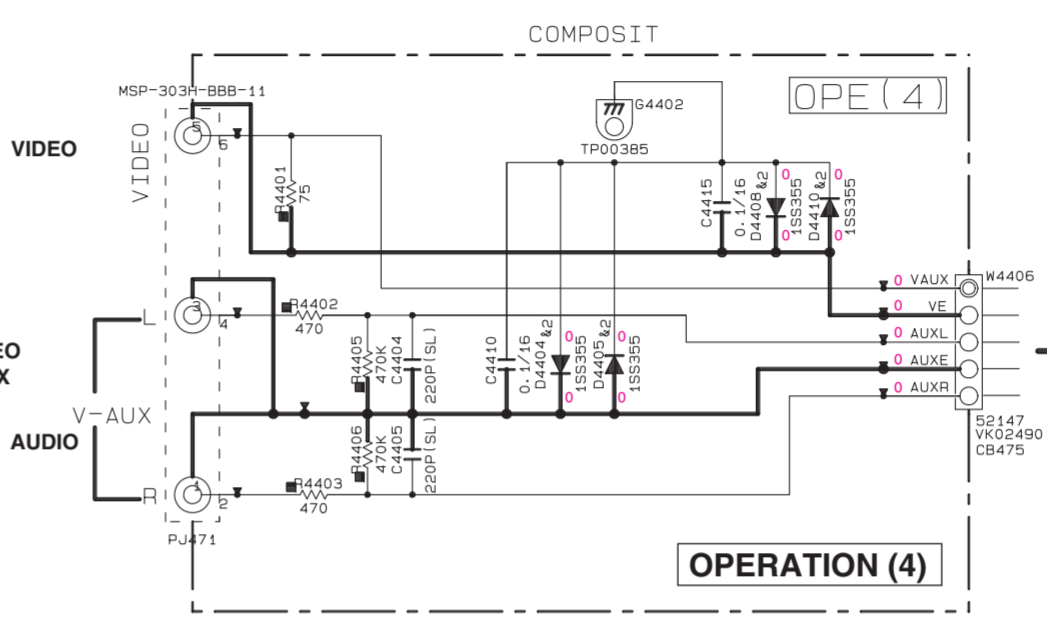 COMPOSIT
MSP-303H-BBB-11
OPE(4)
G4402
TP00385
VIDEO
VIDEO
5
6
R4401
75
C4415
0.1/16
D4408 &2
1SS355
0
0
D4410 &2
1SS355
0
0
W4406
0 VAUX
0 VE
0 AUXL
0 AUXE
0 AUXR
L
3
4
R4402
470
R4405
470K
C4404
220P(SL)
C4410
0.1/16
D4404 &2
1SS355
0
0
D4405 &2
1SS355
0
0
EO
X
V-AUX
AUDIO
R4406
470K
C4405
220P(SL)
52147
VK02490
CB475
R
1
2
R4403
470
PJ471
OPERATION (4)